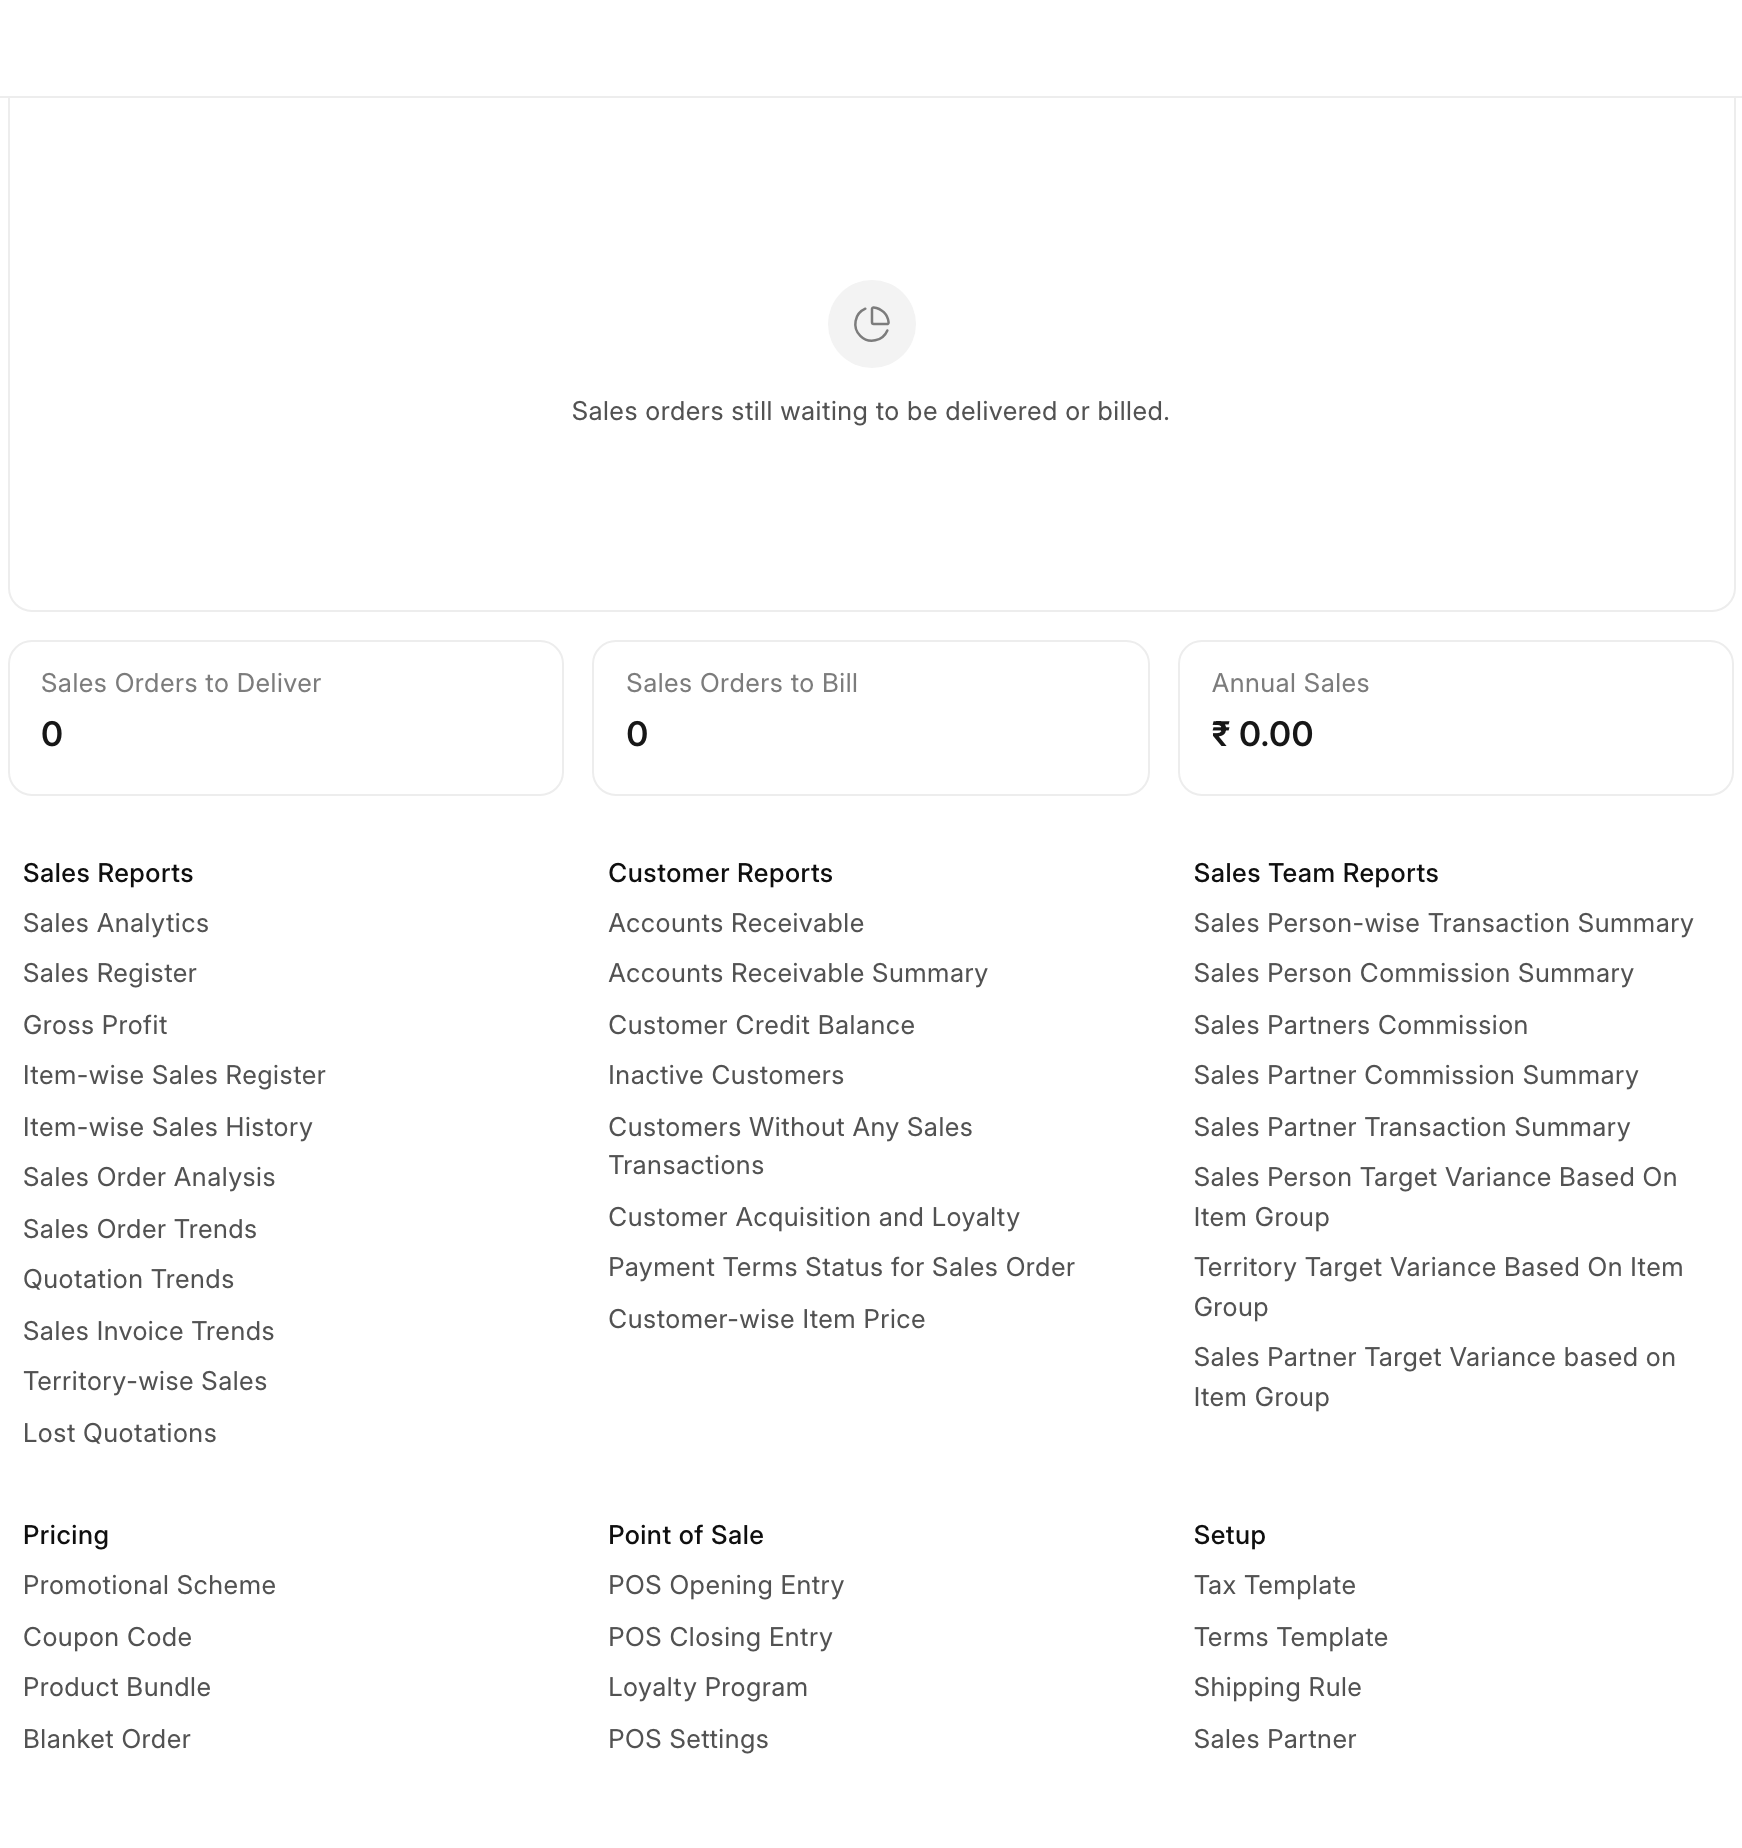 Sales orders still waiting to be delivered or billed.
Sales Orders to Deliver
0
Sales Orders to Bill
0
Annual Sales
₹ 0.00
Sales Reports
Sales Analytics
Sales Register
Gross Profit
Item-wise Sales Register
Item-wise Sales History
Sales Order Analysis
Sales Order Trends
Quotation Trends
Sales Invoice Trends
Territory-wise Sales
Lost Quotations
Customer Reports
Accounts Receivable
Accounts Receivable Summary
Customer Credit Balance
Inactive Customers
Customers Without Any Sales
Transactions
Customer Acquisition and Loyalty
Payment Terms Status for Sales Order
Customer-wise Item Price
Sales Team Reports
Sales Person-wise Transaction Summary
Sales Person Commission Summary
Sales Partners Commission
Sales Partner Commission Summary
Sales Partner Transaction Summary
Sales Person Target Variance Based On
Item Group
Territory Target Variance Based On Item
Group
Sales Partner Target Variance based on
Item Group
Pricing
Promotional Scheme
Coupon Code
Product Bundle
Blanket Order
Point of Sale
POS Opening Entry
POS Closing Entry
Loyalty Program
POS Settings
Setup
Tax Template
Terms Template
Shipping Rule
Sales Partner